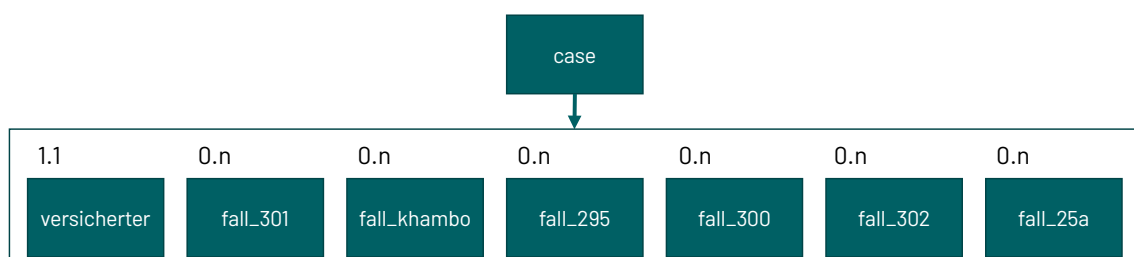 case
1.1 0.n 0.n 0.n 0.n 0.n 0.n
versicherter fall_301 fall_khambo fall_295 fall_300 fall_302 fall_25a